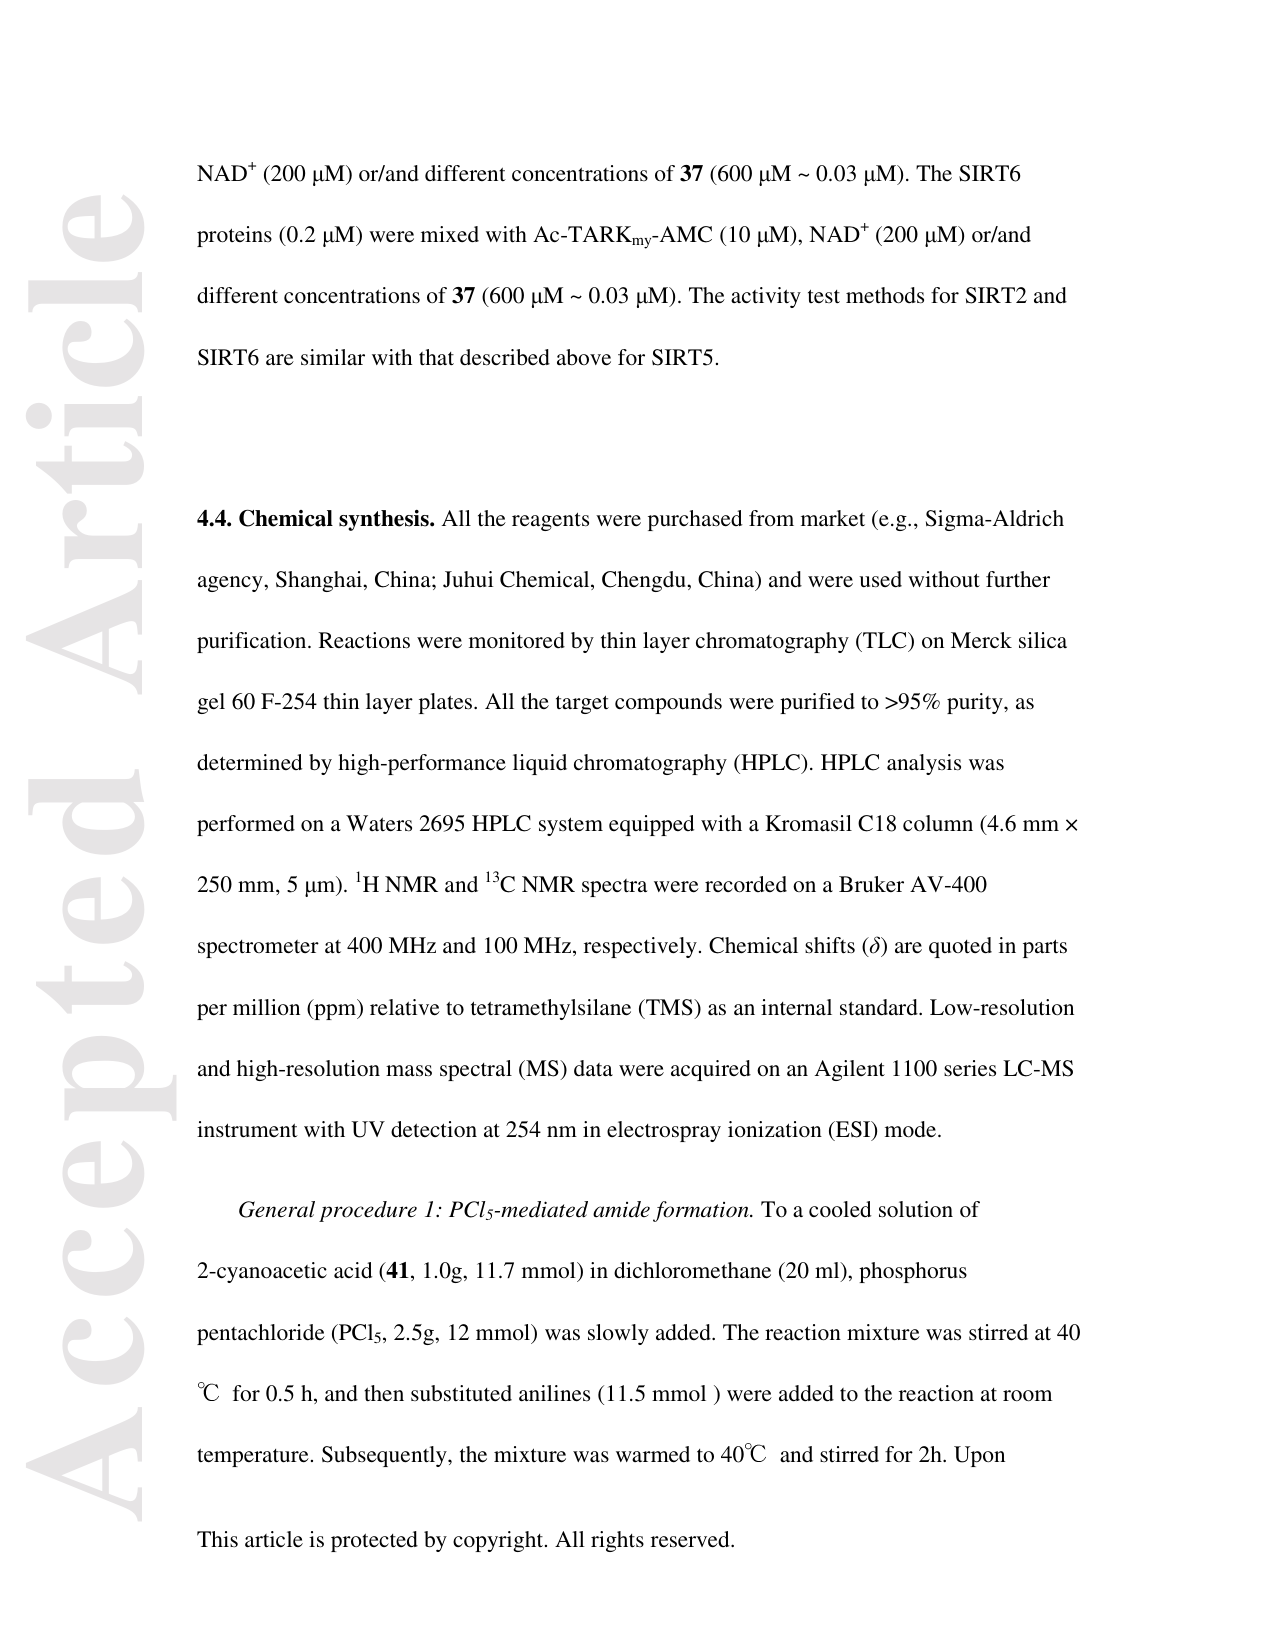 NAD+ (200 μM) or/and different concentrations of 37 (600 μM ~ 0.03 μM). The SIRT6
proteins (0.2 μM) were mixed with Ac-TARKmy-AMC (10 μM), NAD+ (200 μM) or/and
different concentrations of 37 (600 μM ~ 0.03 μM). The activity test methods for SIRT2 and
SIRT6 are similar with that described above for SIRT5.
4.4. Chemical synthesis. All the reagents were purchased from market (e.g., Sigma-Aldrich
agency, Shanghai, China; Juhui Chemical, Chengdu, China) and were used without further
purification. Reactions were monitored by thin layer chromatography (TLC) on Merck silica
gel 60 F-254 thin layer plates. All the target compounds were purified to >95% purity, as
determined by high-performance liquid chromatography (HPLC). HPLC analysis was
performed on a Waters 2695 HPLC system equipped with a Kromasil C18 column (4.6 mm ×
250 mm, 5 μm). 1H NMR and 13C NMR spectra were recorded on a Bruker AV-400
spectrometer at 400 MHz and 100 MHz, respectively. Chemical shifts (δ) are quoted in parts
per million (ppm) relative to tetramethylsilane (TMS) as an internal standard. Low-resolution
and high-resolution mass spectral (MS) data were acquired on an Agilent 1100 series LC-MS
instrument with UV detection at 254 nm in electrospray ionization (ESI) mode.
General procedure 1: PCl5-mediated amide formation. To a cooled solution of
2-cyanoacetic acid (41, 1.0g, 11.7 mmol) in dichloromethane (20 ml), phosphorus
pentachloride (PCl5, 2.5g, 12 mmol) was slowly added. The reaction mixture was stirred at 40
℃ for 0.5 h, and then substituted anilines (11.5 mmol ) were added to the reaction at room
temperature. Subsequently, the mixture was warmed to 40℃ and stirred for 2h. Upon
This article is protected by copyright. All rights reserved.
Accepted Article